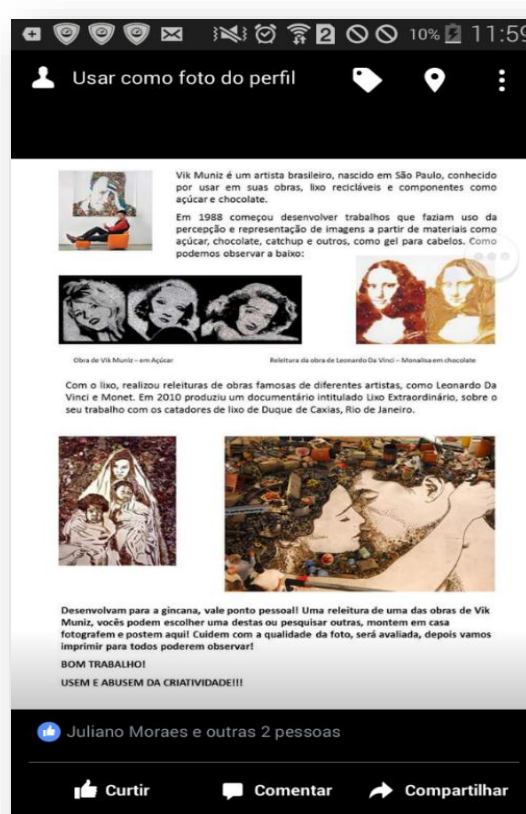 2 10% 11:59
Usar como foto do perfil
Vik Muniz é um artista brasileiro, nascido em São Paulo, conhecido
por usar em suas obras, lixo recicláveis e componentes como
açúcar e chocolate.
Em 1988 começou desenvolver trabalhos que faziam uso da
percepção e representação de imagens a partir de materiais como
açúcar, chocolate, catchup e outros, como gel para cabelos. Como
podemos observar a baixo:
Obra de Vik Muniz – em Açúcar
Releitura da obra de Leonardo Da Vinci – Monalisa em chocolate
Com o lixo, realizou releituras de obras famosas de diferentes artistas, como Leonardo Da
Vinci e Monet. Em 2010 produziu um documentário intitulado Lixo Extraordinário, sobre o
seu trabalho com os catadores de lixo de Duque de Caxias, Rio de Janeiro.
Desenvolvam para a gincana, vale ponto pessoal! Uma releitura de uma das obras de Vik
Muniz, vocês podem escolher uma destas ou pesquisar outras, montem em casa
fotografem e postem aqui! Cuidem com a qualidade da foto, será avaliada, depois vamos
imprimir para todos poderem observar!
BOM TRABALHO!
USEM E ABUSEM DA CRIATIVIDADE!!!
Juliano Moraes e outras 2 pessoas
Curtir Comentar Compartilhar